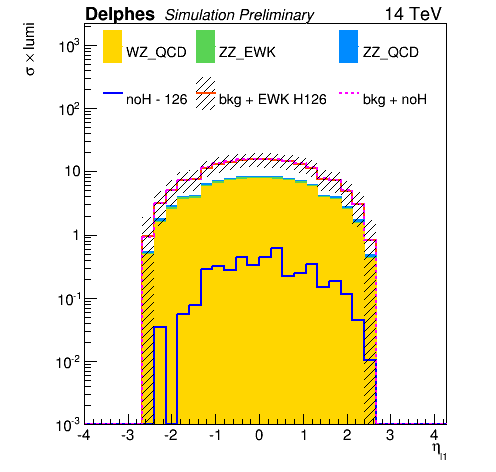 Delphes Simulation Preliminary 14 TeV
σ × lumi
WZ_QCD ZZ_EWK ZZ_QCD
noH - 126 bkg + EWK H126 bkg + noH
10³
10²
10
1
10⁻¹
10⁻²
10⁻³
-4 -3 -2 -1 0 1 2 3 4
η_l1